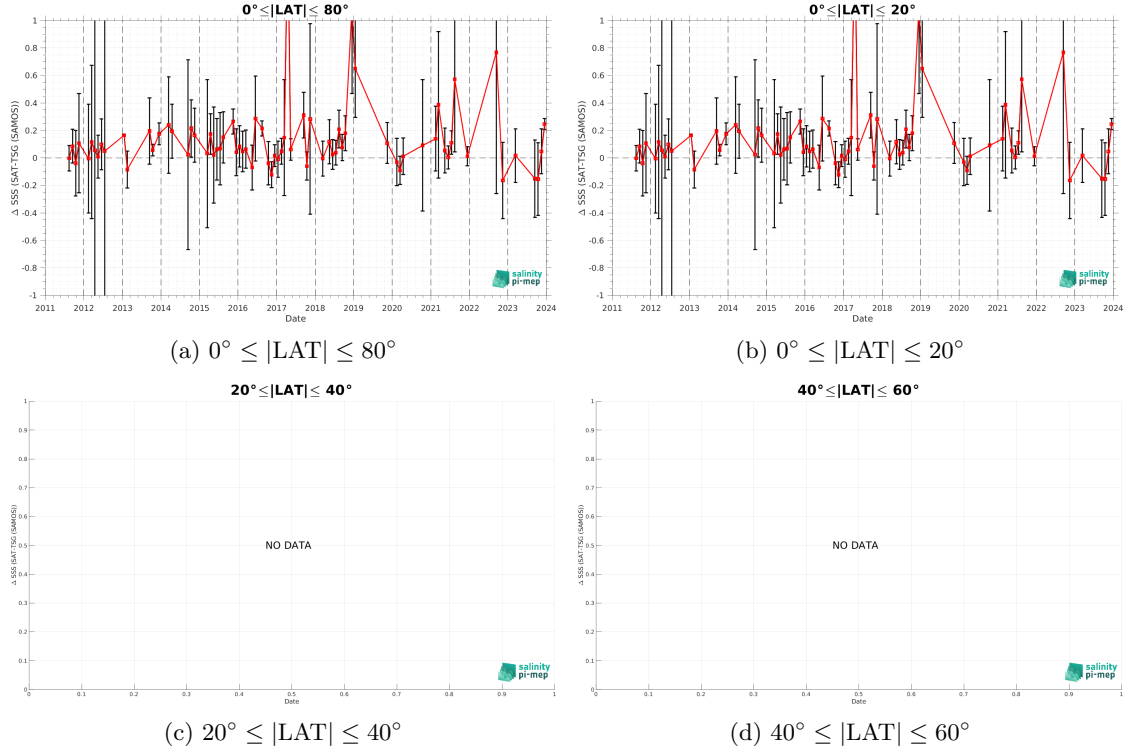 0°≤|LAT|≤ 80°
Δ SSS (SAT-TSG (SAMOS))
1
0.8
0.6
0.4
0.2
0
-0.2
-0.4
-0.6
-0.8
-1
2011 2012 2013 2014 2015 2016 2017 2018 2019 2020 2021 2022 2023 2024
Date
salinity
pi-mep
(a) 0° ≤ |LAT| ≤ 80°
0°≤|LAT|≤ 20°
Δ SSS (SAT-TSG (SAMOS))
1
0.8
0.6
0.4
0.2
0
-0.2
-0.4
-0.6
-0.8
-1
2011 2012 2013 2014 2015 2016 2017 2018 2019 2020 2021 2022 2023 2024
Date
salinity
pi-mep
(b) 0° ≤ |LAT| ≤ 20°
20°≤|LAT|≤ 40°
Δ SSS (SAT-TSG (SAMOS))
1
0.9
0.8
0.7
0.6
0.5
0.4
0.3
0.2
0.1
0
NO DATA
0 0.1 0.2 0.3 0.4 0.5 0.6 0.7 0.8 0.9 1
Date
salinity
pi-mep
(c) 20° ≤ |LAT| ≤ 40°
40°≤|LAT|≤ 60°
Δ SSS (SAT-TSG (SAMOS))
1
0.9
0.8
0.7
0.6
0.5
0.4
0.3
0.2
0.1
0
NO DATA
0 0.1 0.2 0.3 0.4 0.5 0.6 0.7 0.8 0.9 1
Date
salinity
pi-mep
(d) 40° ≤ |LAT| ≤ 60°